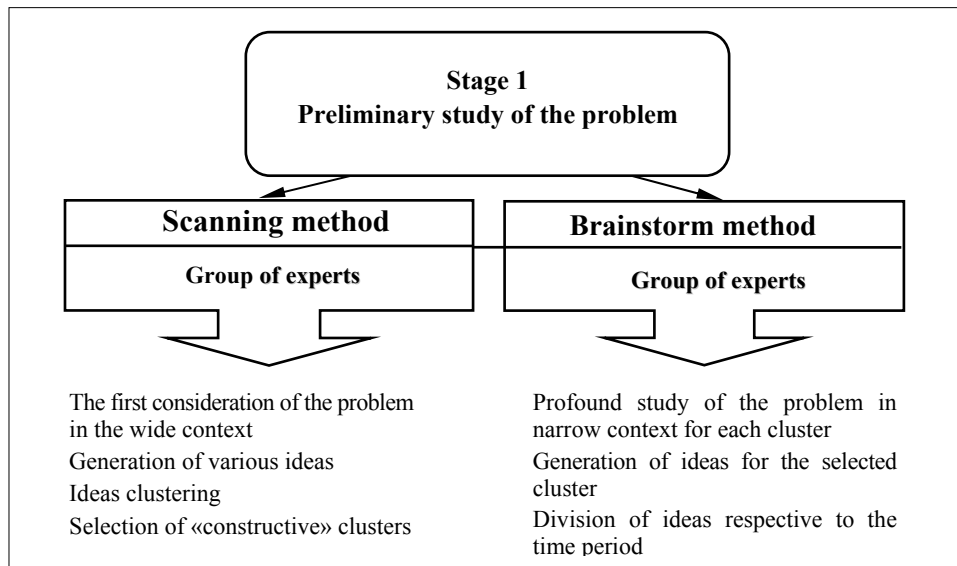 Stage 1
Preliminary study of the problem
Scanning method
Group of experts
The first consideration of the problem
in the wide context
Generation of various ideas
Ideas clustering
Selection of «constructive» clusters
Brainstorm method
Group of experts
Profound study of the problem in
narrow context for each cluster
Generation of ideas for the selected
cluster
Division of ideas respective to the
time period